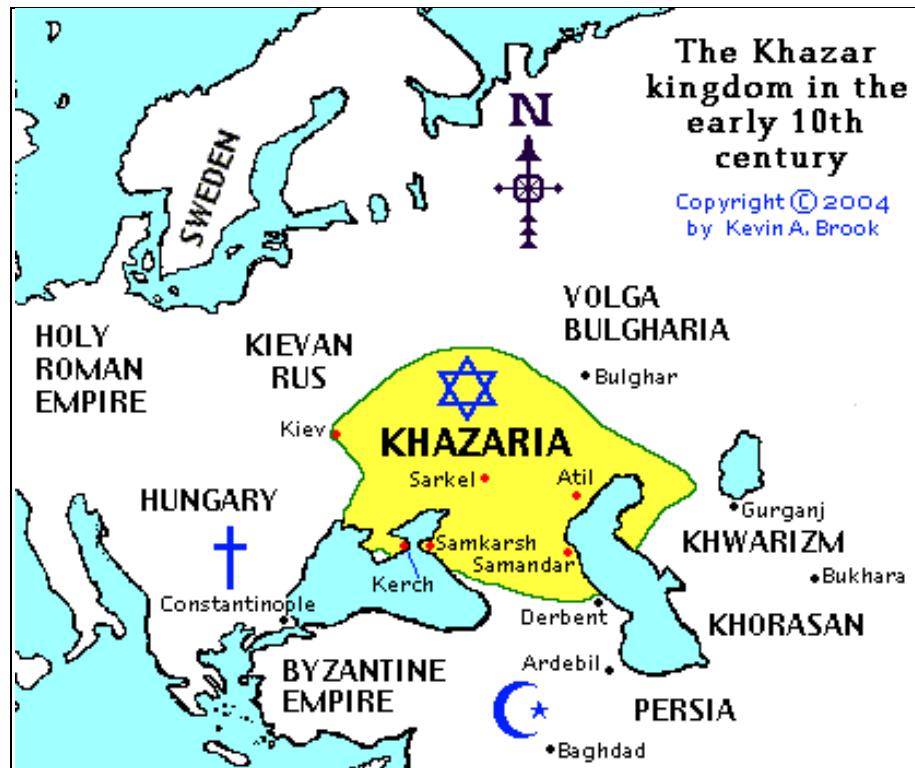 The Khazar
kingdom in the
early 10th
century
Copyright © 2004
by Kevin A. Brook
N
SWEDEN
VOLGA
BULGHARIA
HOLY
ROMAN
EMPIRE
KIEVAN
RUS
Bulghar
Kiev
KHAZARIA
Sarkel
Atil
HUNGARY
Gurganj
Samkarsh
KHWARIZM
Samandar
Kerch
Bukhara
Constantinople
Derbent
KHORASAN
BYZANTINE
EMPIRE
Ardebil
PERSIA
Baghdad